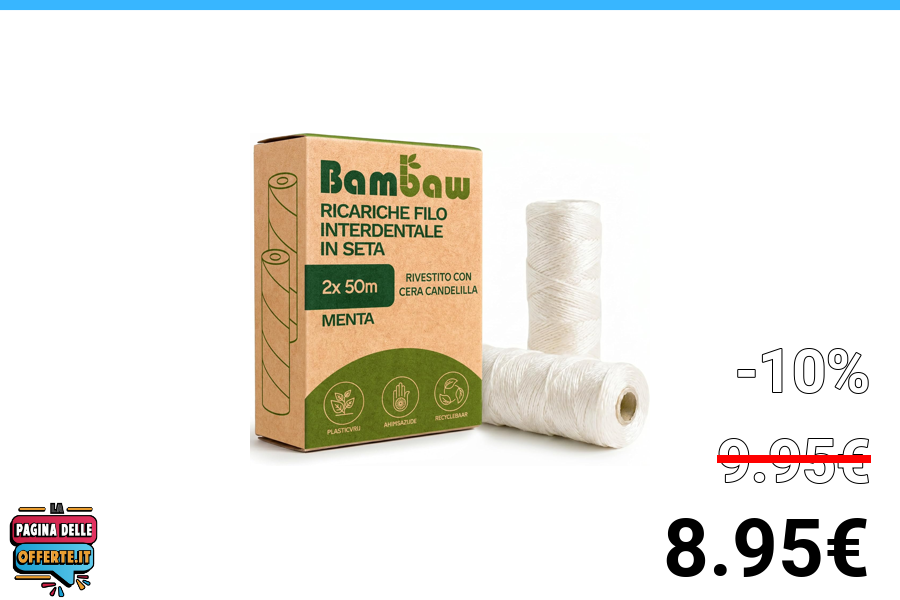 Bambaw
RICARICHE FILO
INTERDENTALE
IN SETA
2x 50m
RIVESTITO CON
CERA CANDELILLA
MENTA
PLASTICVRIJ
AHIMSAZIJDE
RECYCLEBAAR
-10%
9.95€
8.95€
LA
PAGINA DELLE
OFFERTE.IT